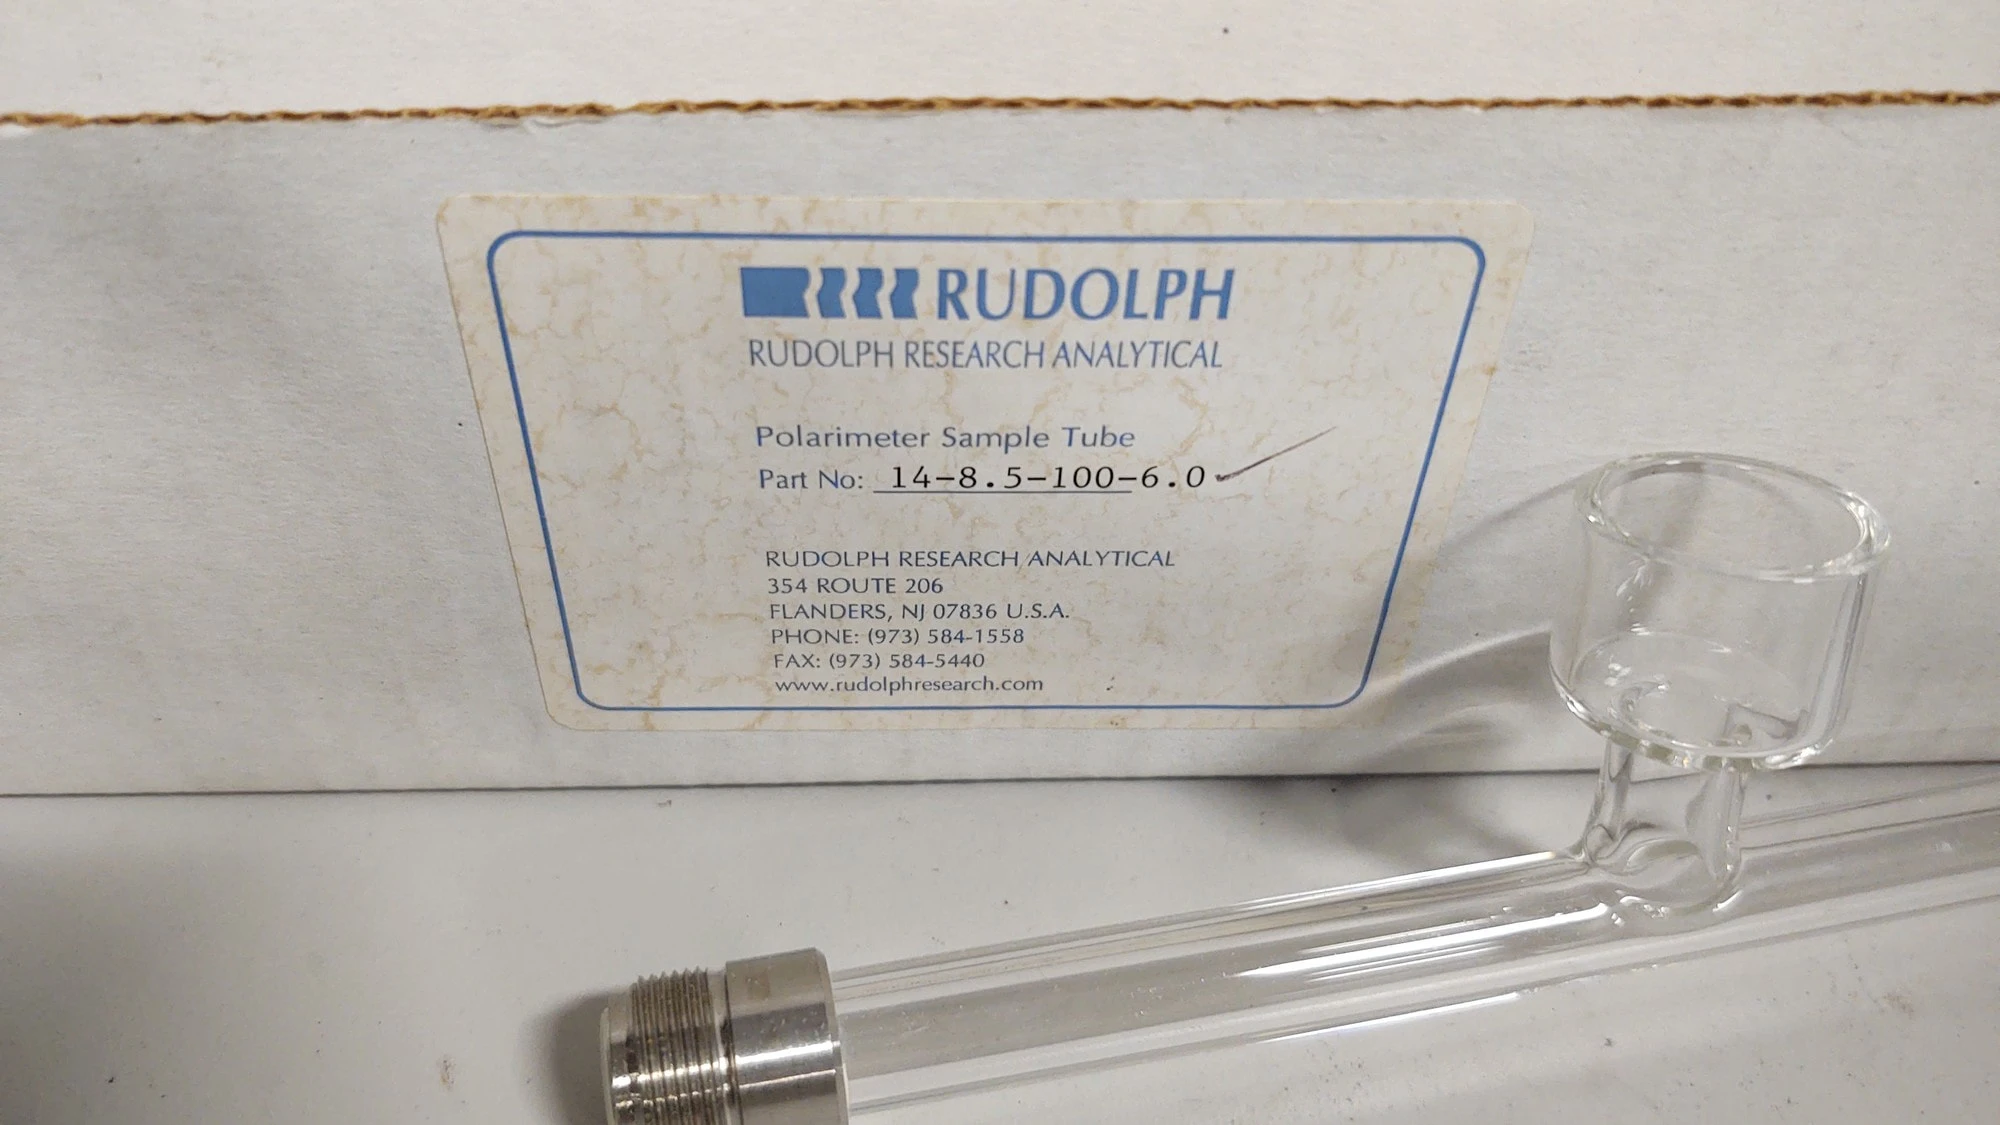 RUDOLPH
RUDOLPH RESEARCH ANALYTICAL
Polarimeter Sample Tube
Part No: 14-8.5-100-6.0
RUDOLPH RESEARCH ANALYTICAL
354 ROUTE 206
FLANDERS, NJ 07836 U.S.A.
PHONE: (973) 584-1558
FAX: (973) 584-5440
www.rudolphresearch.com